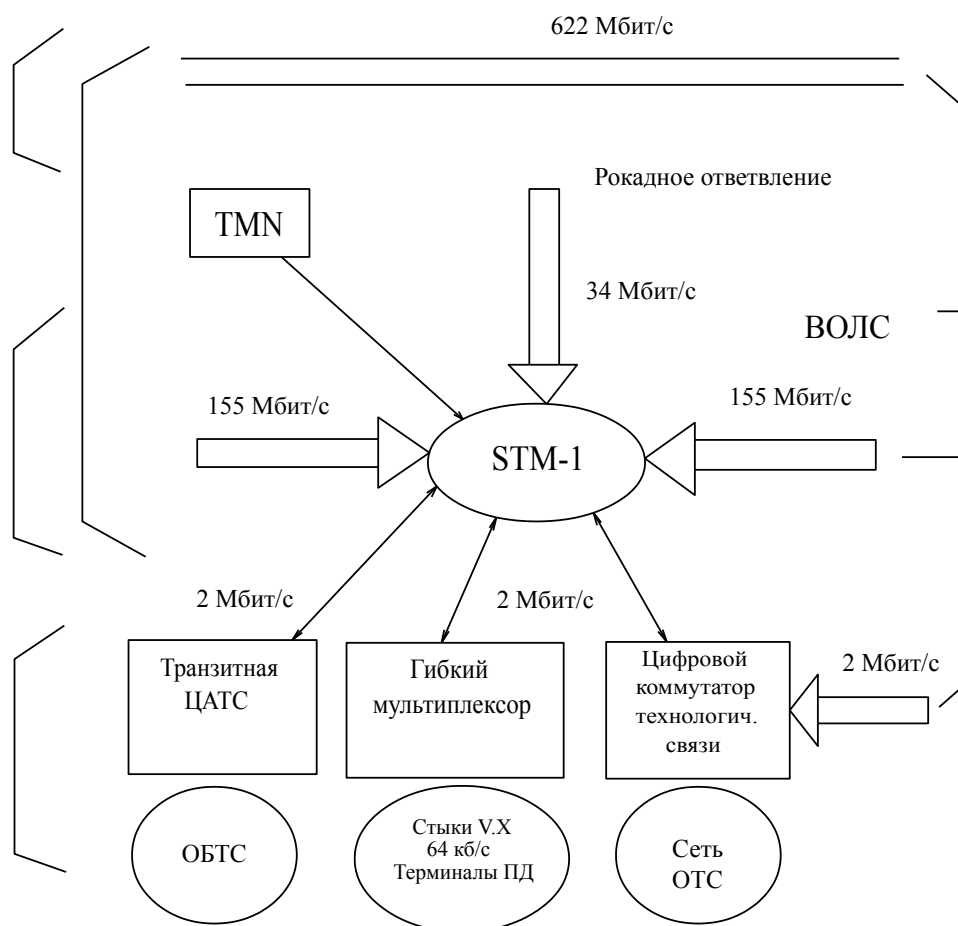 622 Мбит/с
Рокадное ответвление
TMN
34 Мбит/с
ВОЛС
155 Мбит/с
155 Мбит/с
STM-1
2 Мбит/с
2 Мбит/с
Транзитная
ЦАТС
Гибкий
мультиплексор
Цифровой
коммутатор
технологич.
связи
2 Мбит/с
ОБТС
Стыки V.X
64 кб/с
Терминалы ПД
Сеть
ОТС